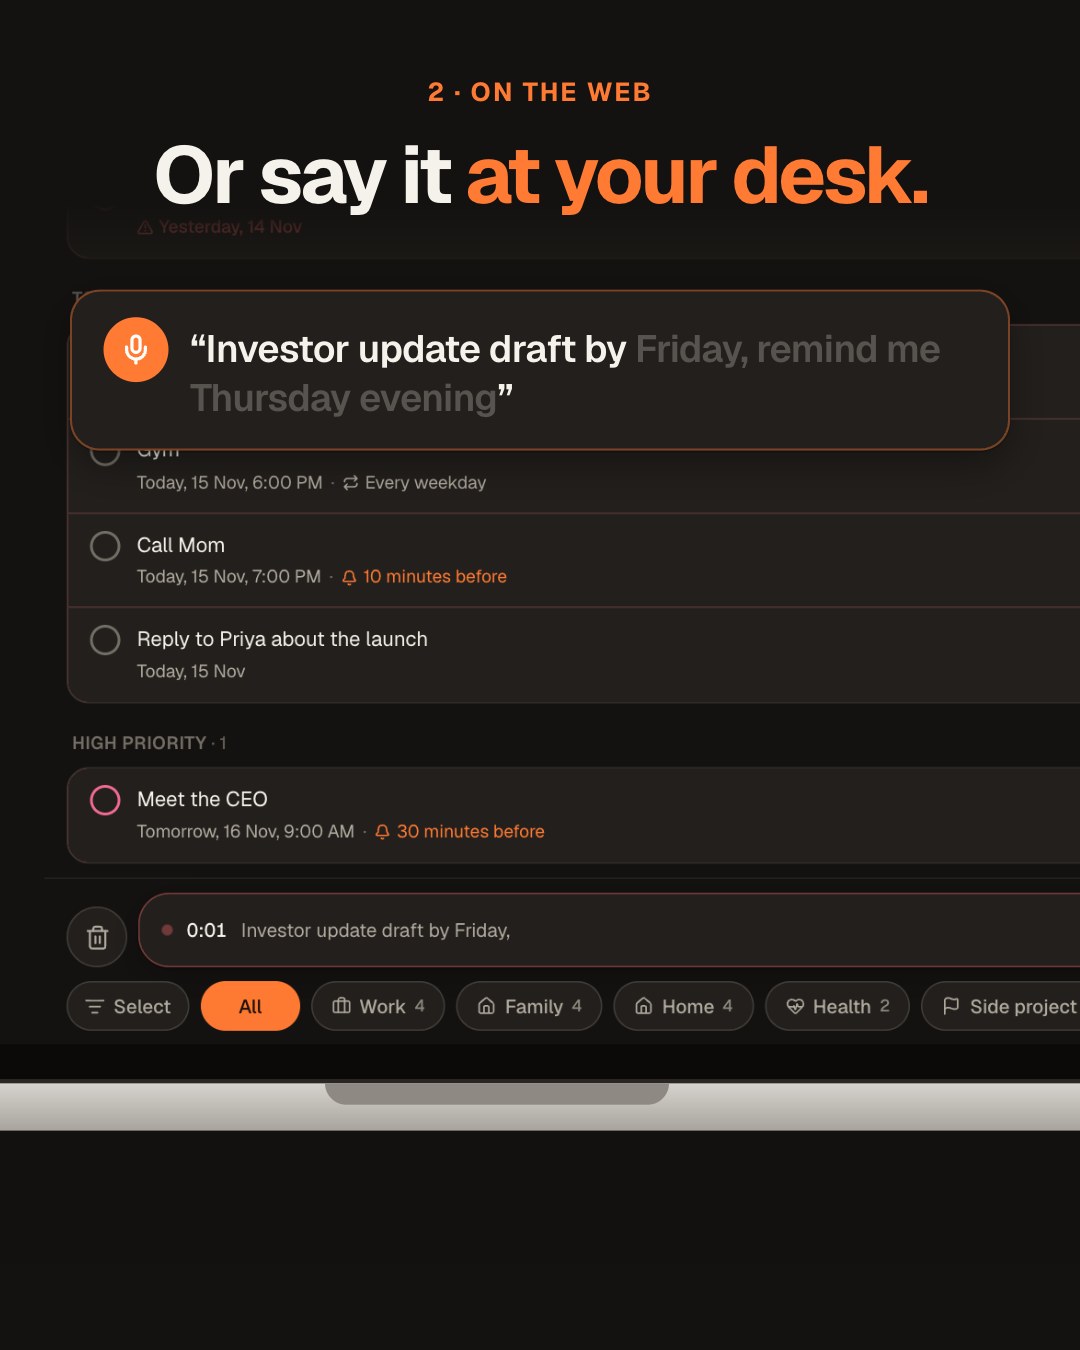 2 · ON THE WEB
Or say it at your desk.
Yesterday, 14 Nov
“Investor update draft by Friday, remind me
Thursday evening”
Gym
Today, 15 Nov, 6:00 PM · Every weekday
Call Mom
Today, 15 Nov, 7:00 PM · 10 minutes before
Reply to Priya about the launch
Today, 15 Nov
HIGH PRIORITY · 1
Meet the CEO
Tomorrow, 16 Nov, 9:00 AM · 30 minutes before
0:01 Investor update draft by Friday,
Select All Work 4 Family 4 Home 4 Health 2 Side project